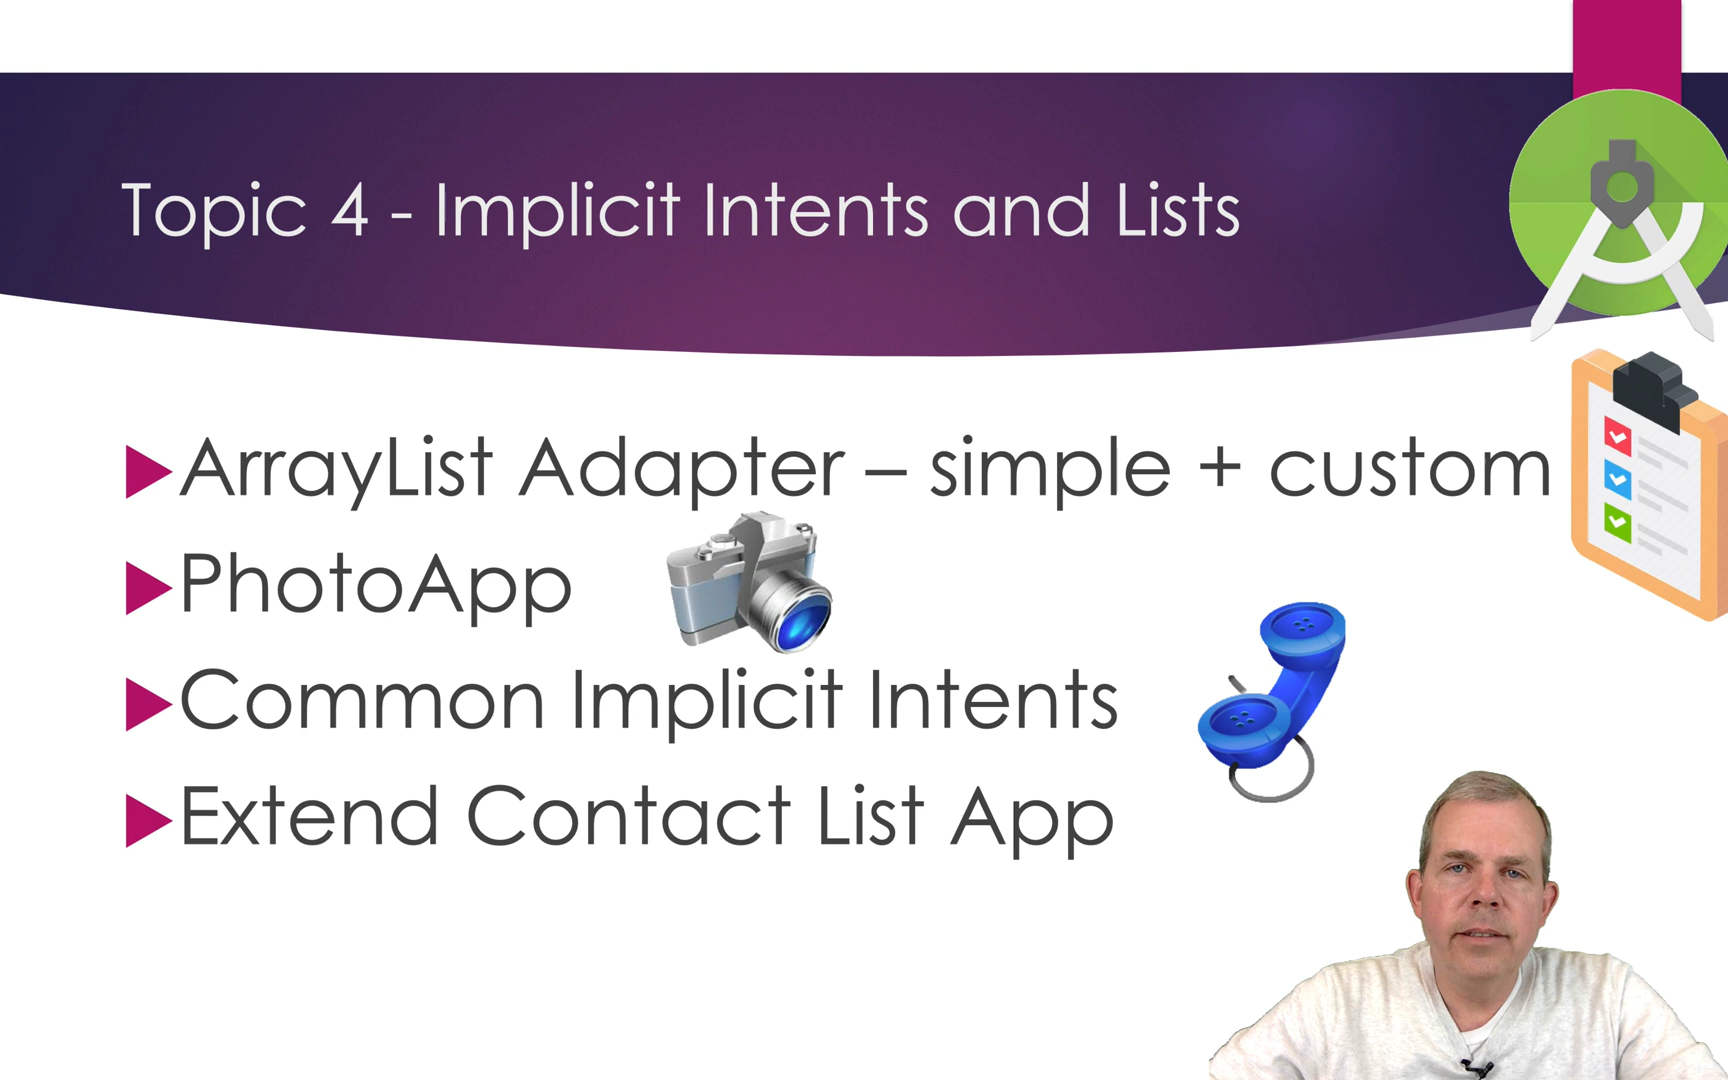 Topic 4 - Implicit Intents and Lists
ArrayList Adapter – simple + custom
PhotoApp
Common Implicit Intents
Extend Contact List App